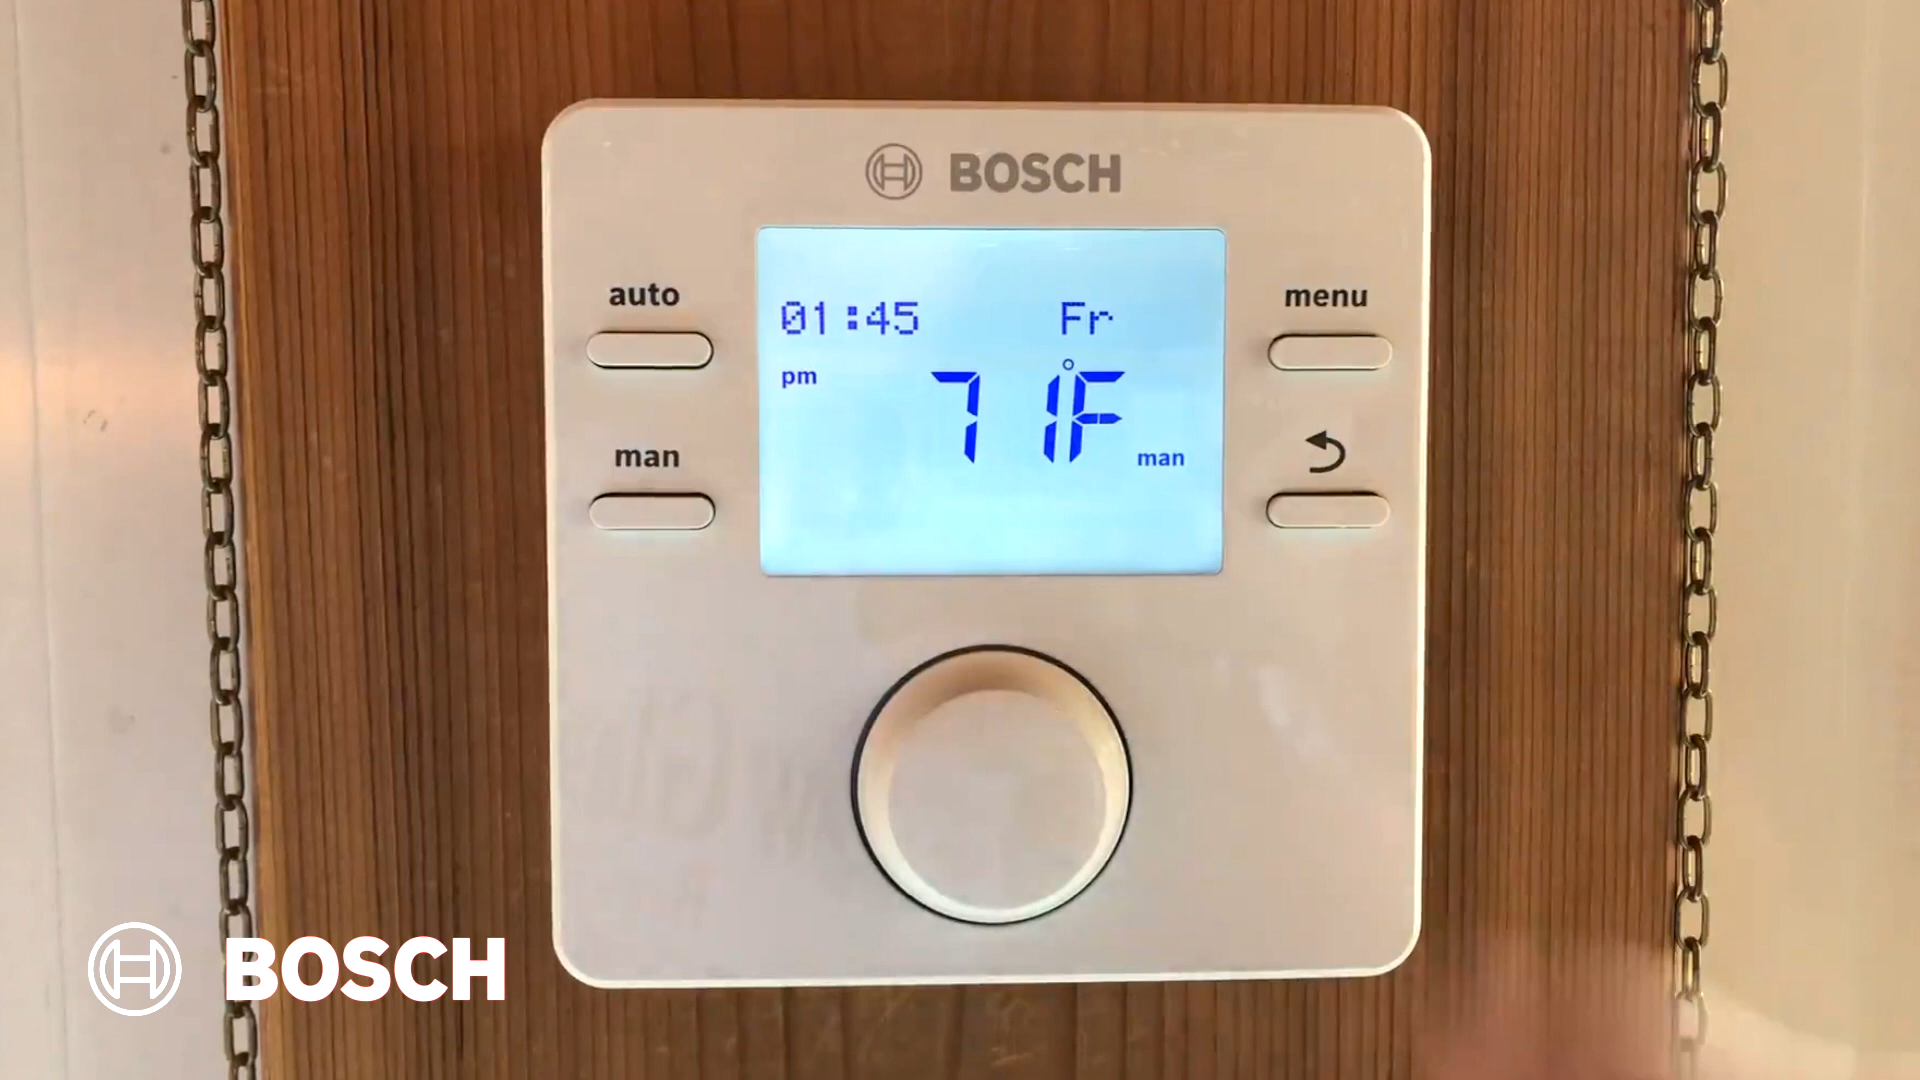 BOSCH
auto
menu
01:45 Fr
pm
71°F
man
man
BOSCH